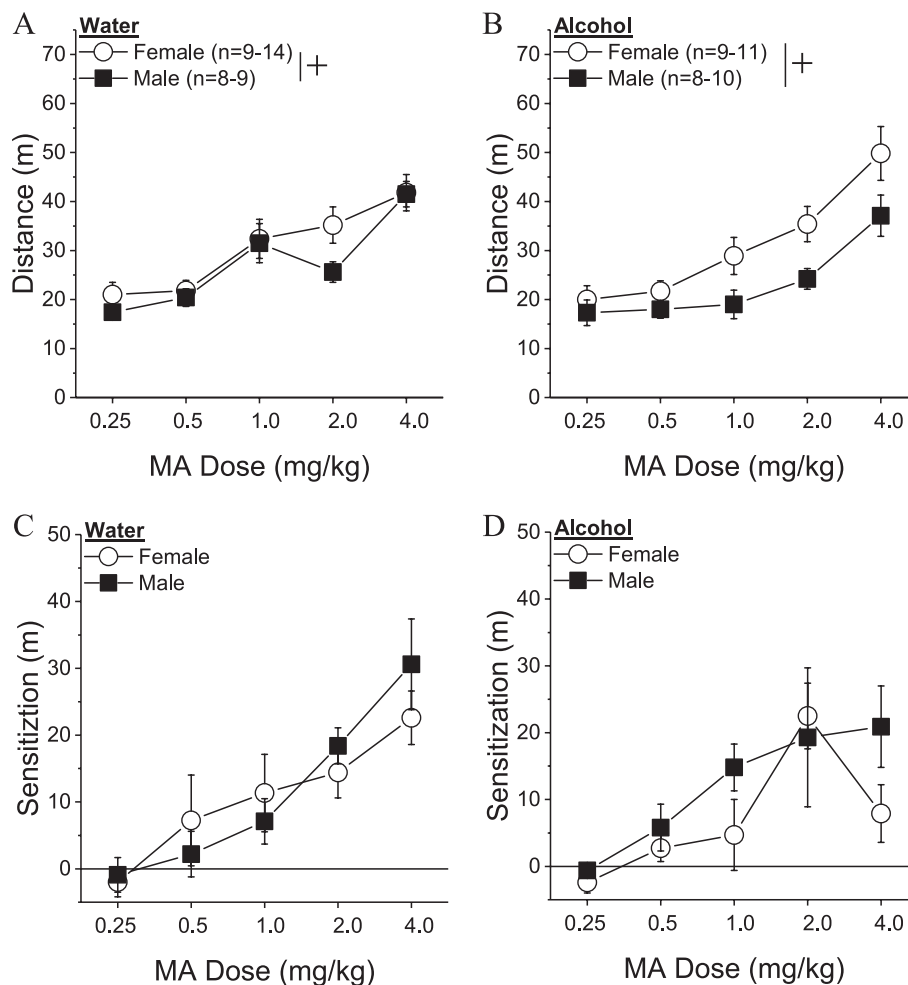 A
Water
Female (n=9-14)
Male (n=8-9)
+
70
60
50
40
30
20
10
0
Distance (m)
0.25 0.5 1.0 2.0 4.0
MA Dose (mg/kg)
B
Alcohol
Female (n=9-11)
Male (n=8-10)
+
70
60
50
40
30
20
10
0
Distance (m)
0.25 0.5 1.0 2.0 4.0
MA Dose (mg/kg)
C
Water
Female
Male
50
40
30
20
10
0
Sensitiztion (m)
0.25 0.5 1.0 2.0 4.0
MA Dose (mg/kg)
D
Alcohol
Female
Male
50
40
30
20
10
0
Sensitization (m)
0.25 0.5 1.0 2.0 4.0
MA Dose (mg/kg)